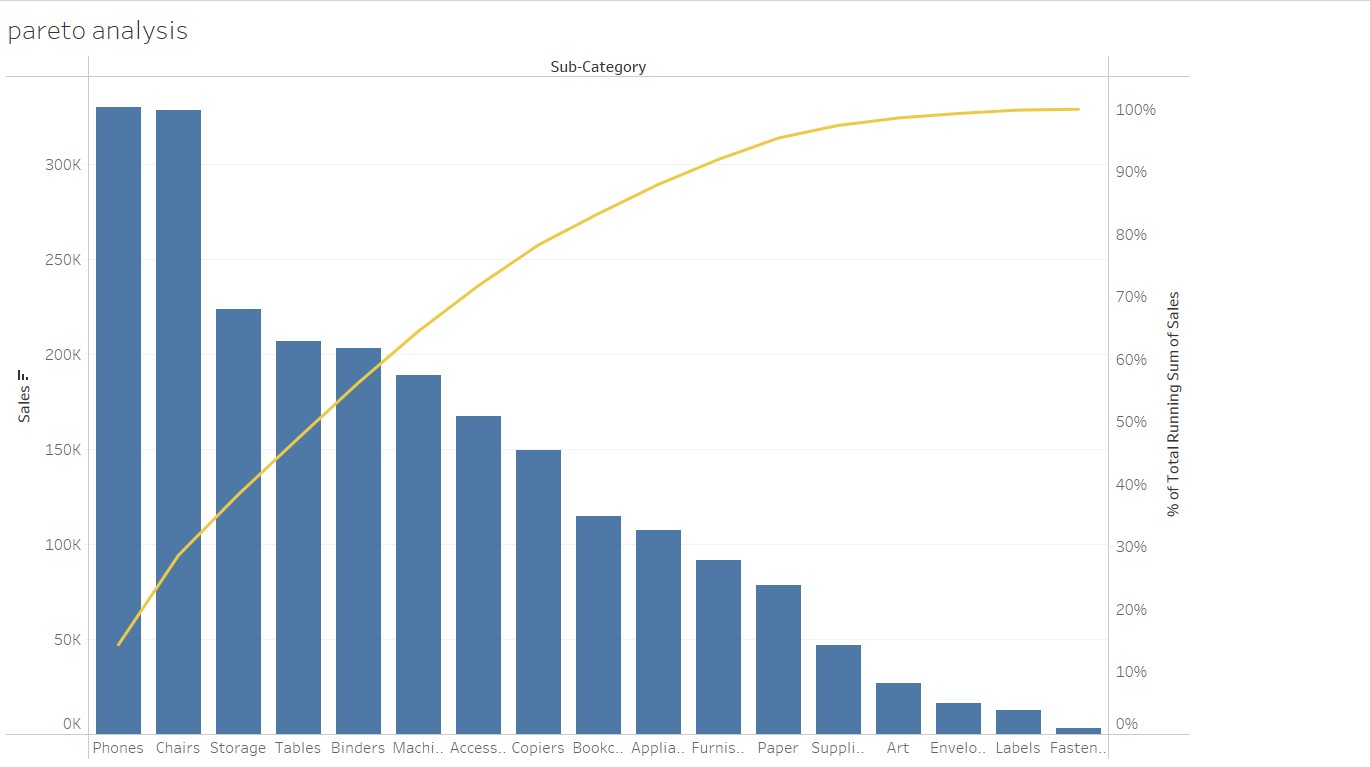 pareto analysis
Sub-Category
300K
250K
200K
150K
100K
50K
0K
Sales
100%
90%
80%
70%
60%
50%
40%
30%
20%
10%
0%
% of Total Running Sum of Sales
Phones Chairs Storage Tables Binders Machi.. Access.. Copiers Bookc.. Applia.. Furnis.. Paper Suppli.. Art Envelo.. Labels Fasten..